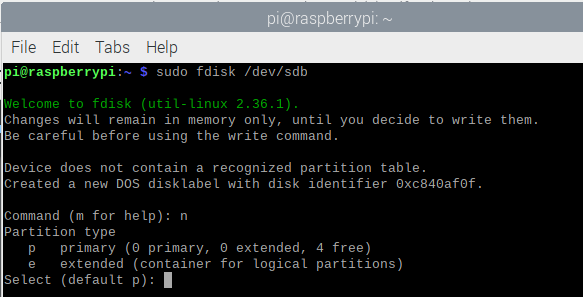 pi@raspberrypi: ~
File Edit Tabs Help
pi@raspberrypi:~ $ sudo fdisk /dev/sdb
Welcome to fdisk (util-linux 2.36.1).
Changes will remain in memory only, until you decide to write them.
Be careful before using the write command.
Device does not contain a recognized partition table.
Created a new DOS disklabel with disk identifier 0xc840af0f.
Command (m for help): n
Partition type
p primary (0 primary, 0 extended, 4 free)
e extended (container for logical partitions)
Select (default p):